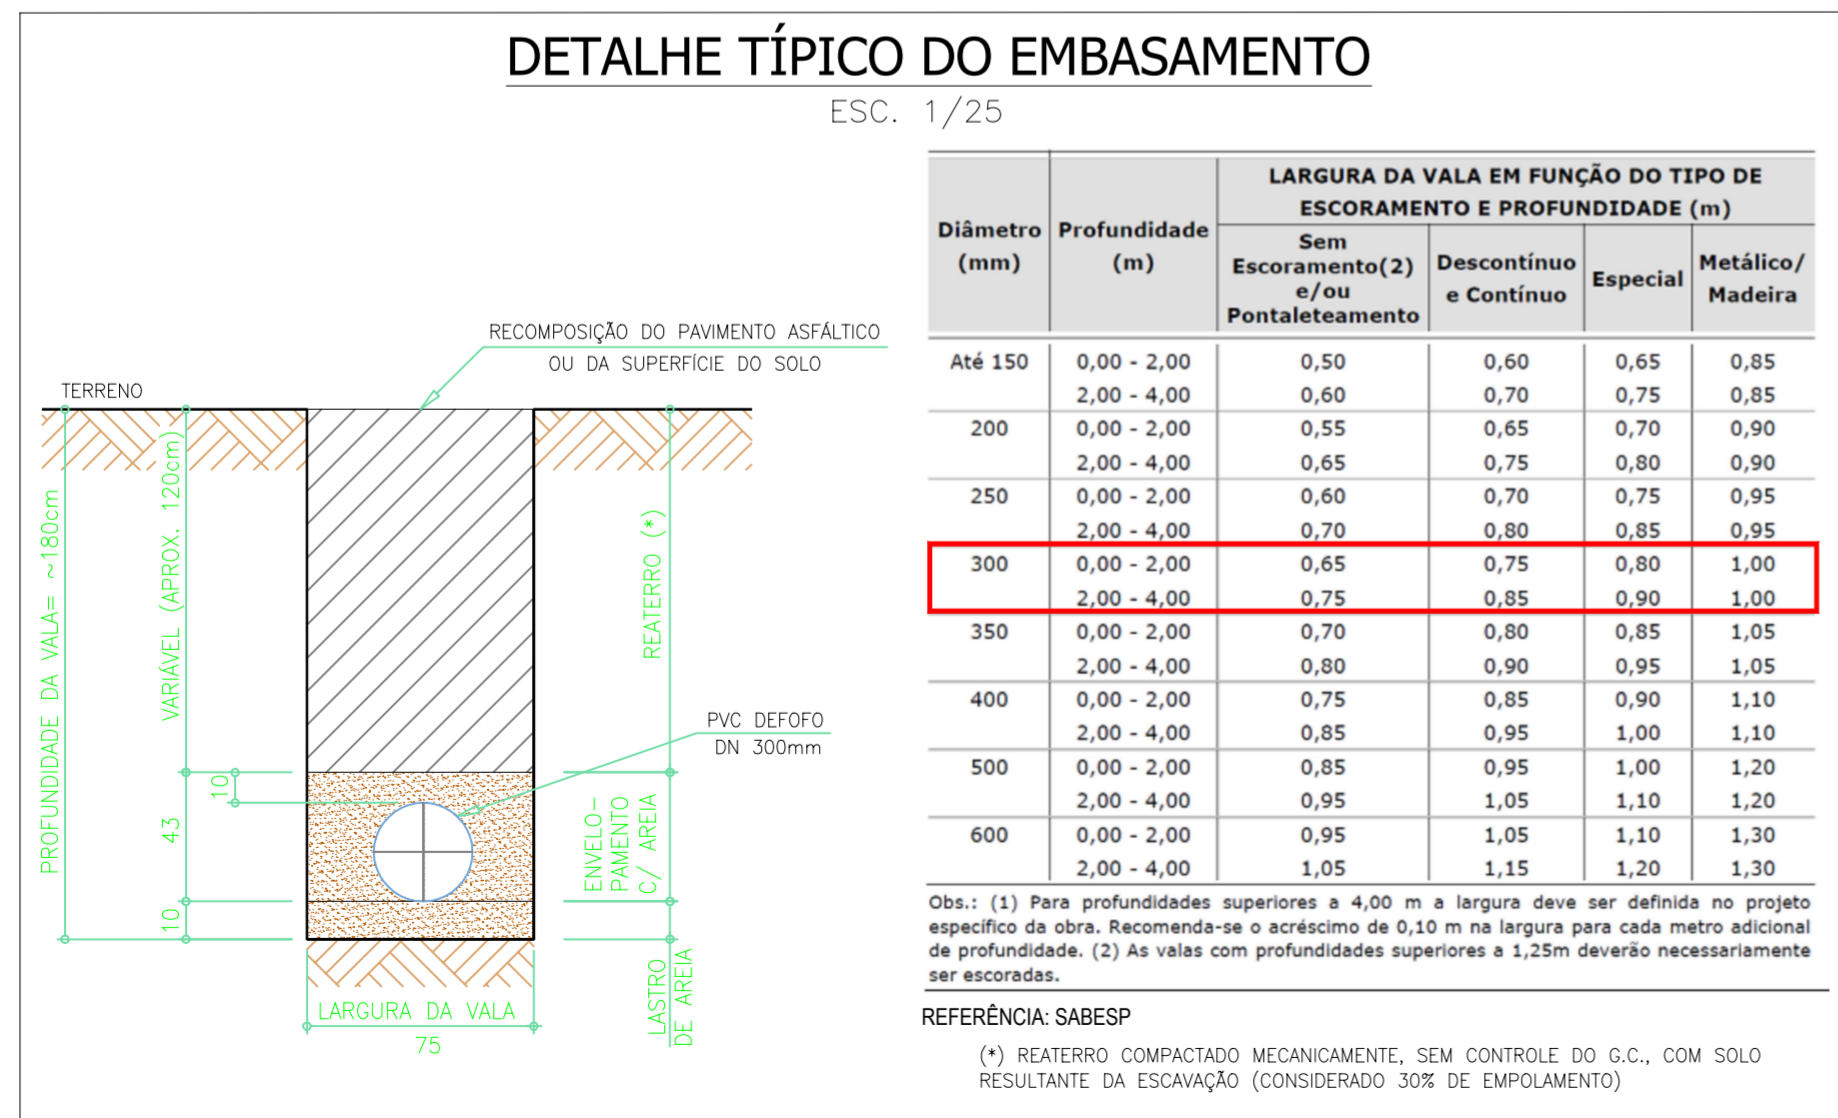 DETALHE TÍPICO DO EMBASAMENTO
ESC. 1/25
RECOMPOSIÇÃO DO PAVIMENTO ASFÁLTICO
OU DA SUPERFÍCIE DO SOLO
TERRENO
PROFUNDIDADE DA VALA= ~180cm
VARIÁVEL (APROX. 120cm)
REATERRO (*)
PVC DEFOFO
DN 300mm
10
43
10
ENVELO-
PAMENTO
C/ AREIA
LASTRO
DE AREIA
LARGURA DA VALA
75
LARGURA DA VALA EM FUNÇÃO DO TIPO DE
ESCORAMENTO E PROFUNDIDADE (m)
Diâmetro
(mm)
Profundidade
(m)
Sem
Escoramento(2)
e/ou
Pontaleteamento
Descontínuo
e Contínuo
Especial
Metálico/
Madeira
Até 150 0,00 - 2,00 0,50 0,60 0,65 0,85
2,00 - 4,00 0,60 0,70 0,75 0,85
200 0,00 - 2,00 0,55 0,65 0,70 0,90
2,00 - 4,00 0,65 0,75 0,80 0,90
250 0,00 - 2,00 0,60 0,70 0,75 0,95
2,00 - 4,00 0,70 0,80 0,85 0,95
300 0,00 - 2,00 0,65 0,75 0,80 1,00
2,00 - 4,00 0,75 0,85 0,90 1,00
350 0,00 - 2,00 0,70 0,80 0,85 1,05
2,00 - 4,00 0,80 0,90 0,95 1,05
400 0,00 - 2,00 0,75 0,85 0,90 1,10
2,00 - 4,00 0,85 0,95 1,00 1,10
500 0,00 - 2,00 0,85 0,95 1,00 1,20
2,00 - 4,00 0,95 1,05 1,10 1,20
600 0,00 - 2,00 0,95 1,05 1,10 1,30
2,00 - 4,00 1,05 1,15 1,20 1,30
Obs.: (1) Para profundidades superiores a 4,00 m a largura deve ser definida no projeto
específico da obra. Recomenda-se o acréscimo de 0,10 m na largura para cada metro adicional
de profundidade. (2) As valas com profundidades superiores a 1,25m deverão necessariamente
ser escoradas.
REFERÊNCIA: SABESP
(*) REATERRO COMPACTADO MECANICAMENTE, SEM CONTROLE DO G.C., COM SOLO
RESULTANTE DA ESCAVAÇÃO (CONSIDERADO 30% DE EMPOLAMENTO)